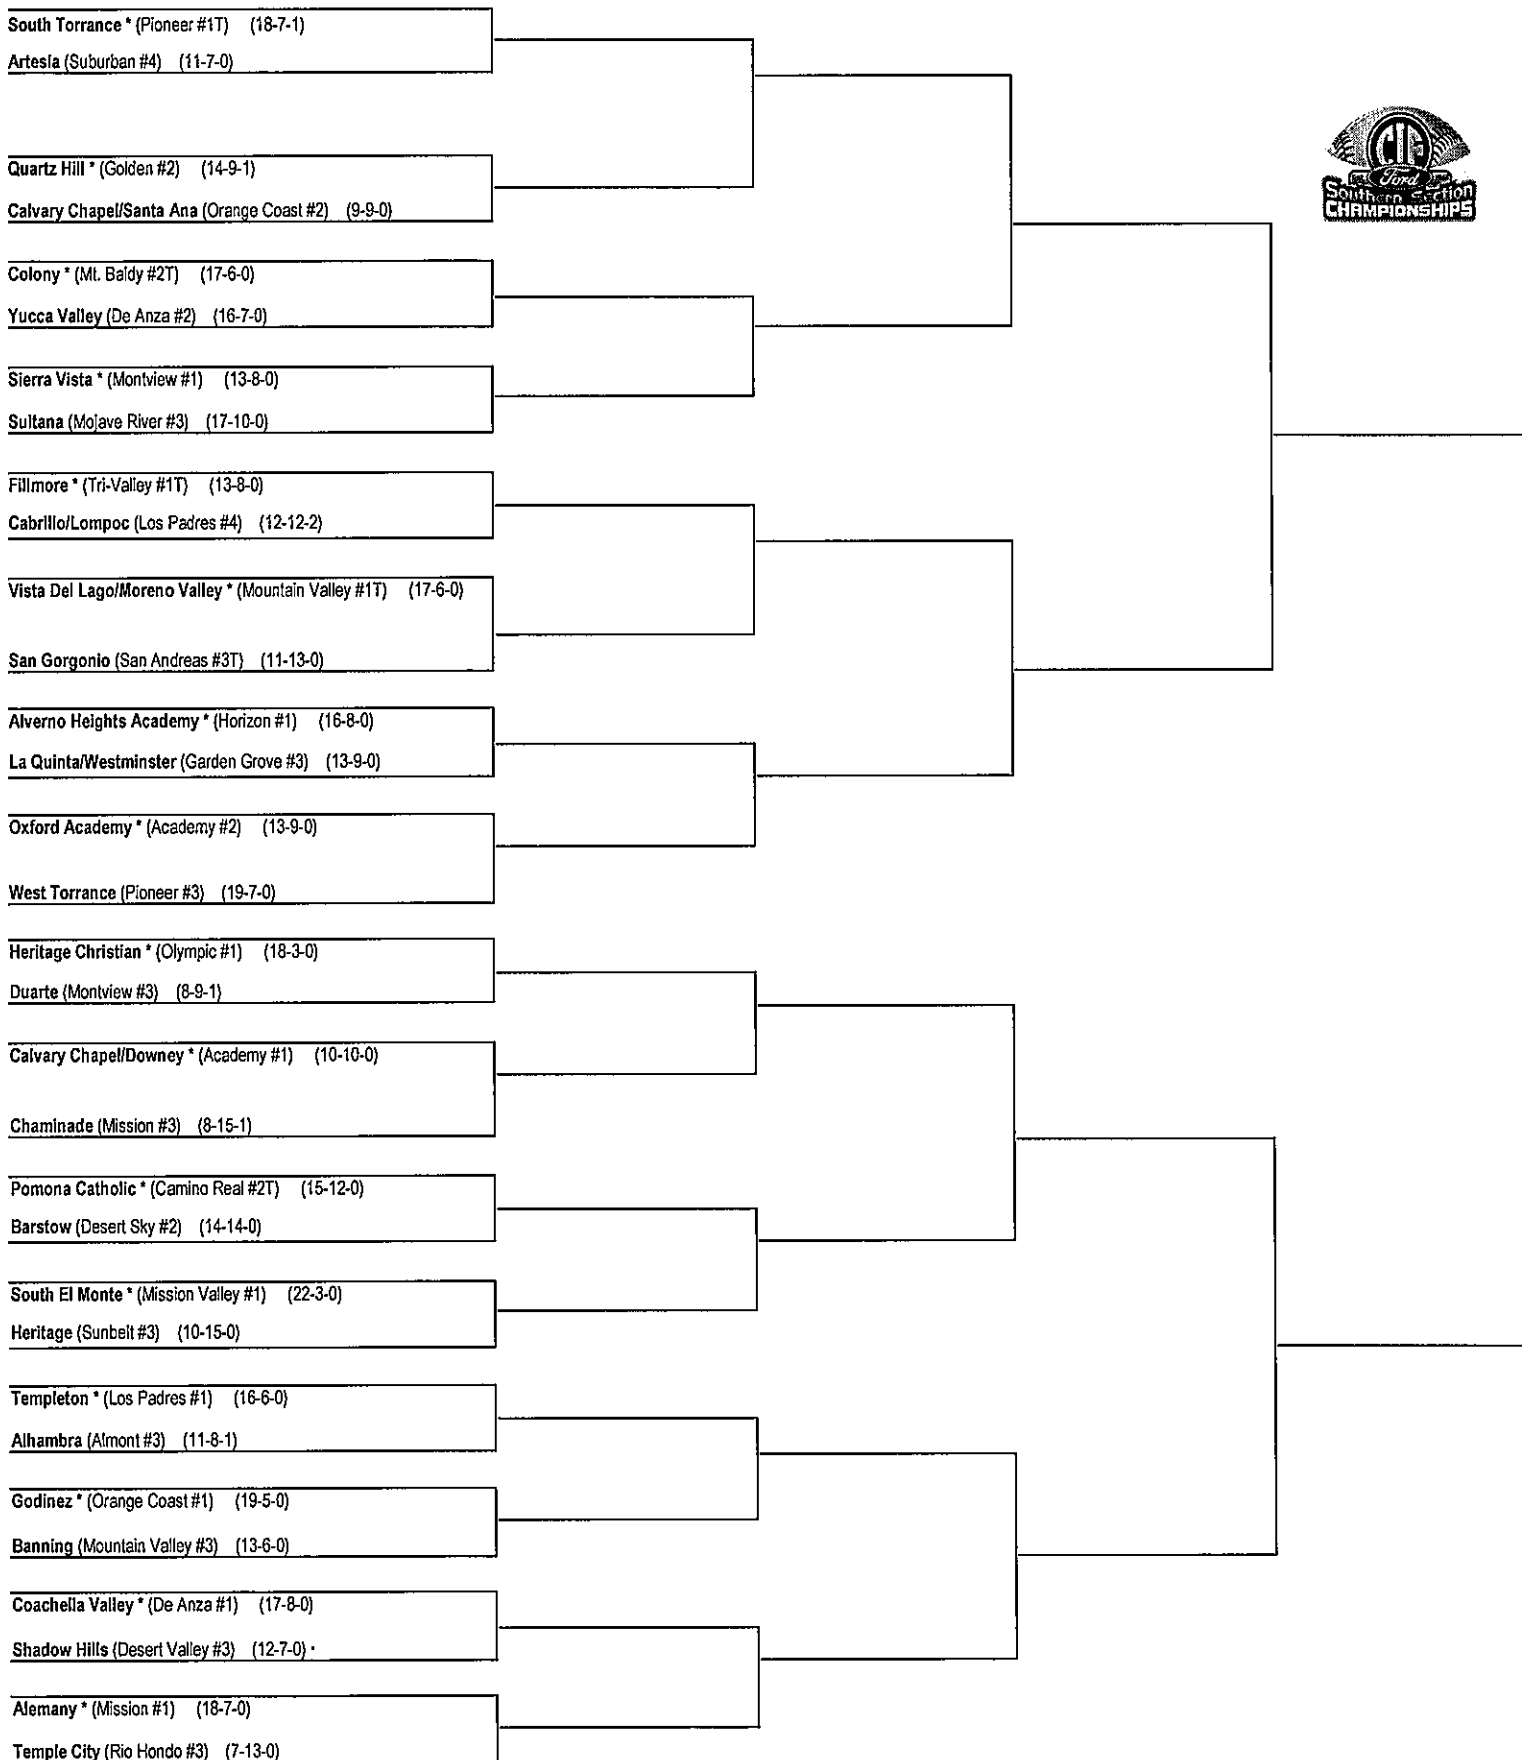 South Torrance * (Pioneer #1T) (18-7-1)
Artesia (Suburban #4) (11-7-0)
Quartz Hill * (Golden #2) (14-9-1)
Calvary Chapel/Santa Ana (Orange Coast #2) (9-9-0)
Colony * (Mt. Baldy #2T) (17-6-0)
Yucca Valley (De Anza #2) (16-7-0)
Sierra Vista * (Montview #1) (13-8-0)
Sultana (Mojave River #3) (17-10-0)
Fillmore * (Tri-Valley #1T) (13-8-0)
Cabrillo/Lompoc (Los Padres #4) (12-12-2)
Vista Del Lago/Moreno Valley * (Mountain Valley #1T) (17-6-0)
San Gorgonio (San Andreas #3T) (11-13-0)
Alverno Heights Academy * (Horizon #1) (16-8-0)
La Quinta/Westminster (Garden Grove #3) (13-9-0)
Oxford Academy * (Academy #2) (13-9-0)
West Torrance (Pioneer #3) (19-7-0)
Heritage Christian * (Olympic #1) (18-3-0)
Duarte (Montview #3) (8-9-1)
Calvary Chapel/Downey * (Academy #1) (10-10-0)
Chaminade (Mission #3) (8-15-1)
Pomona Catholic * (Camino Real #2T) (15-12-0)
Barstow (Desert Sky #2) (14-14-0)
South El Monte * (Mission Valley #1) (22-3-0)
Heritage (Sunbelt #3) (10-15-0)
Templeton * (Los Padres #1) (16-6-0)
Alhambra (Almont #3) (11-8-1)
Godinez * (Orange Coast #1) (19-5-0)
Banning (Mountain Valley #3) (13-6-0)
Coachella Valley * (De Anza #1) (17-8-0)
Shadow Hills (Desert Valley #3) (12-7-0)
Alemany * (Mission #1) (18-7-0)
Temple City (Rio Hondo #3) (7-13-0)
CIF
Ford
Southern Section
CHAMPIONSHIPS